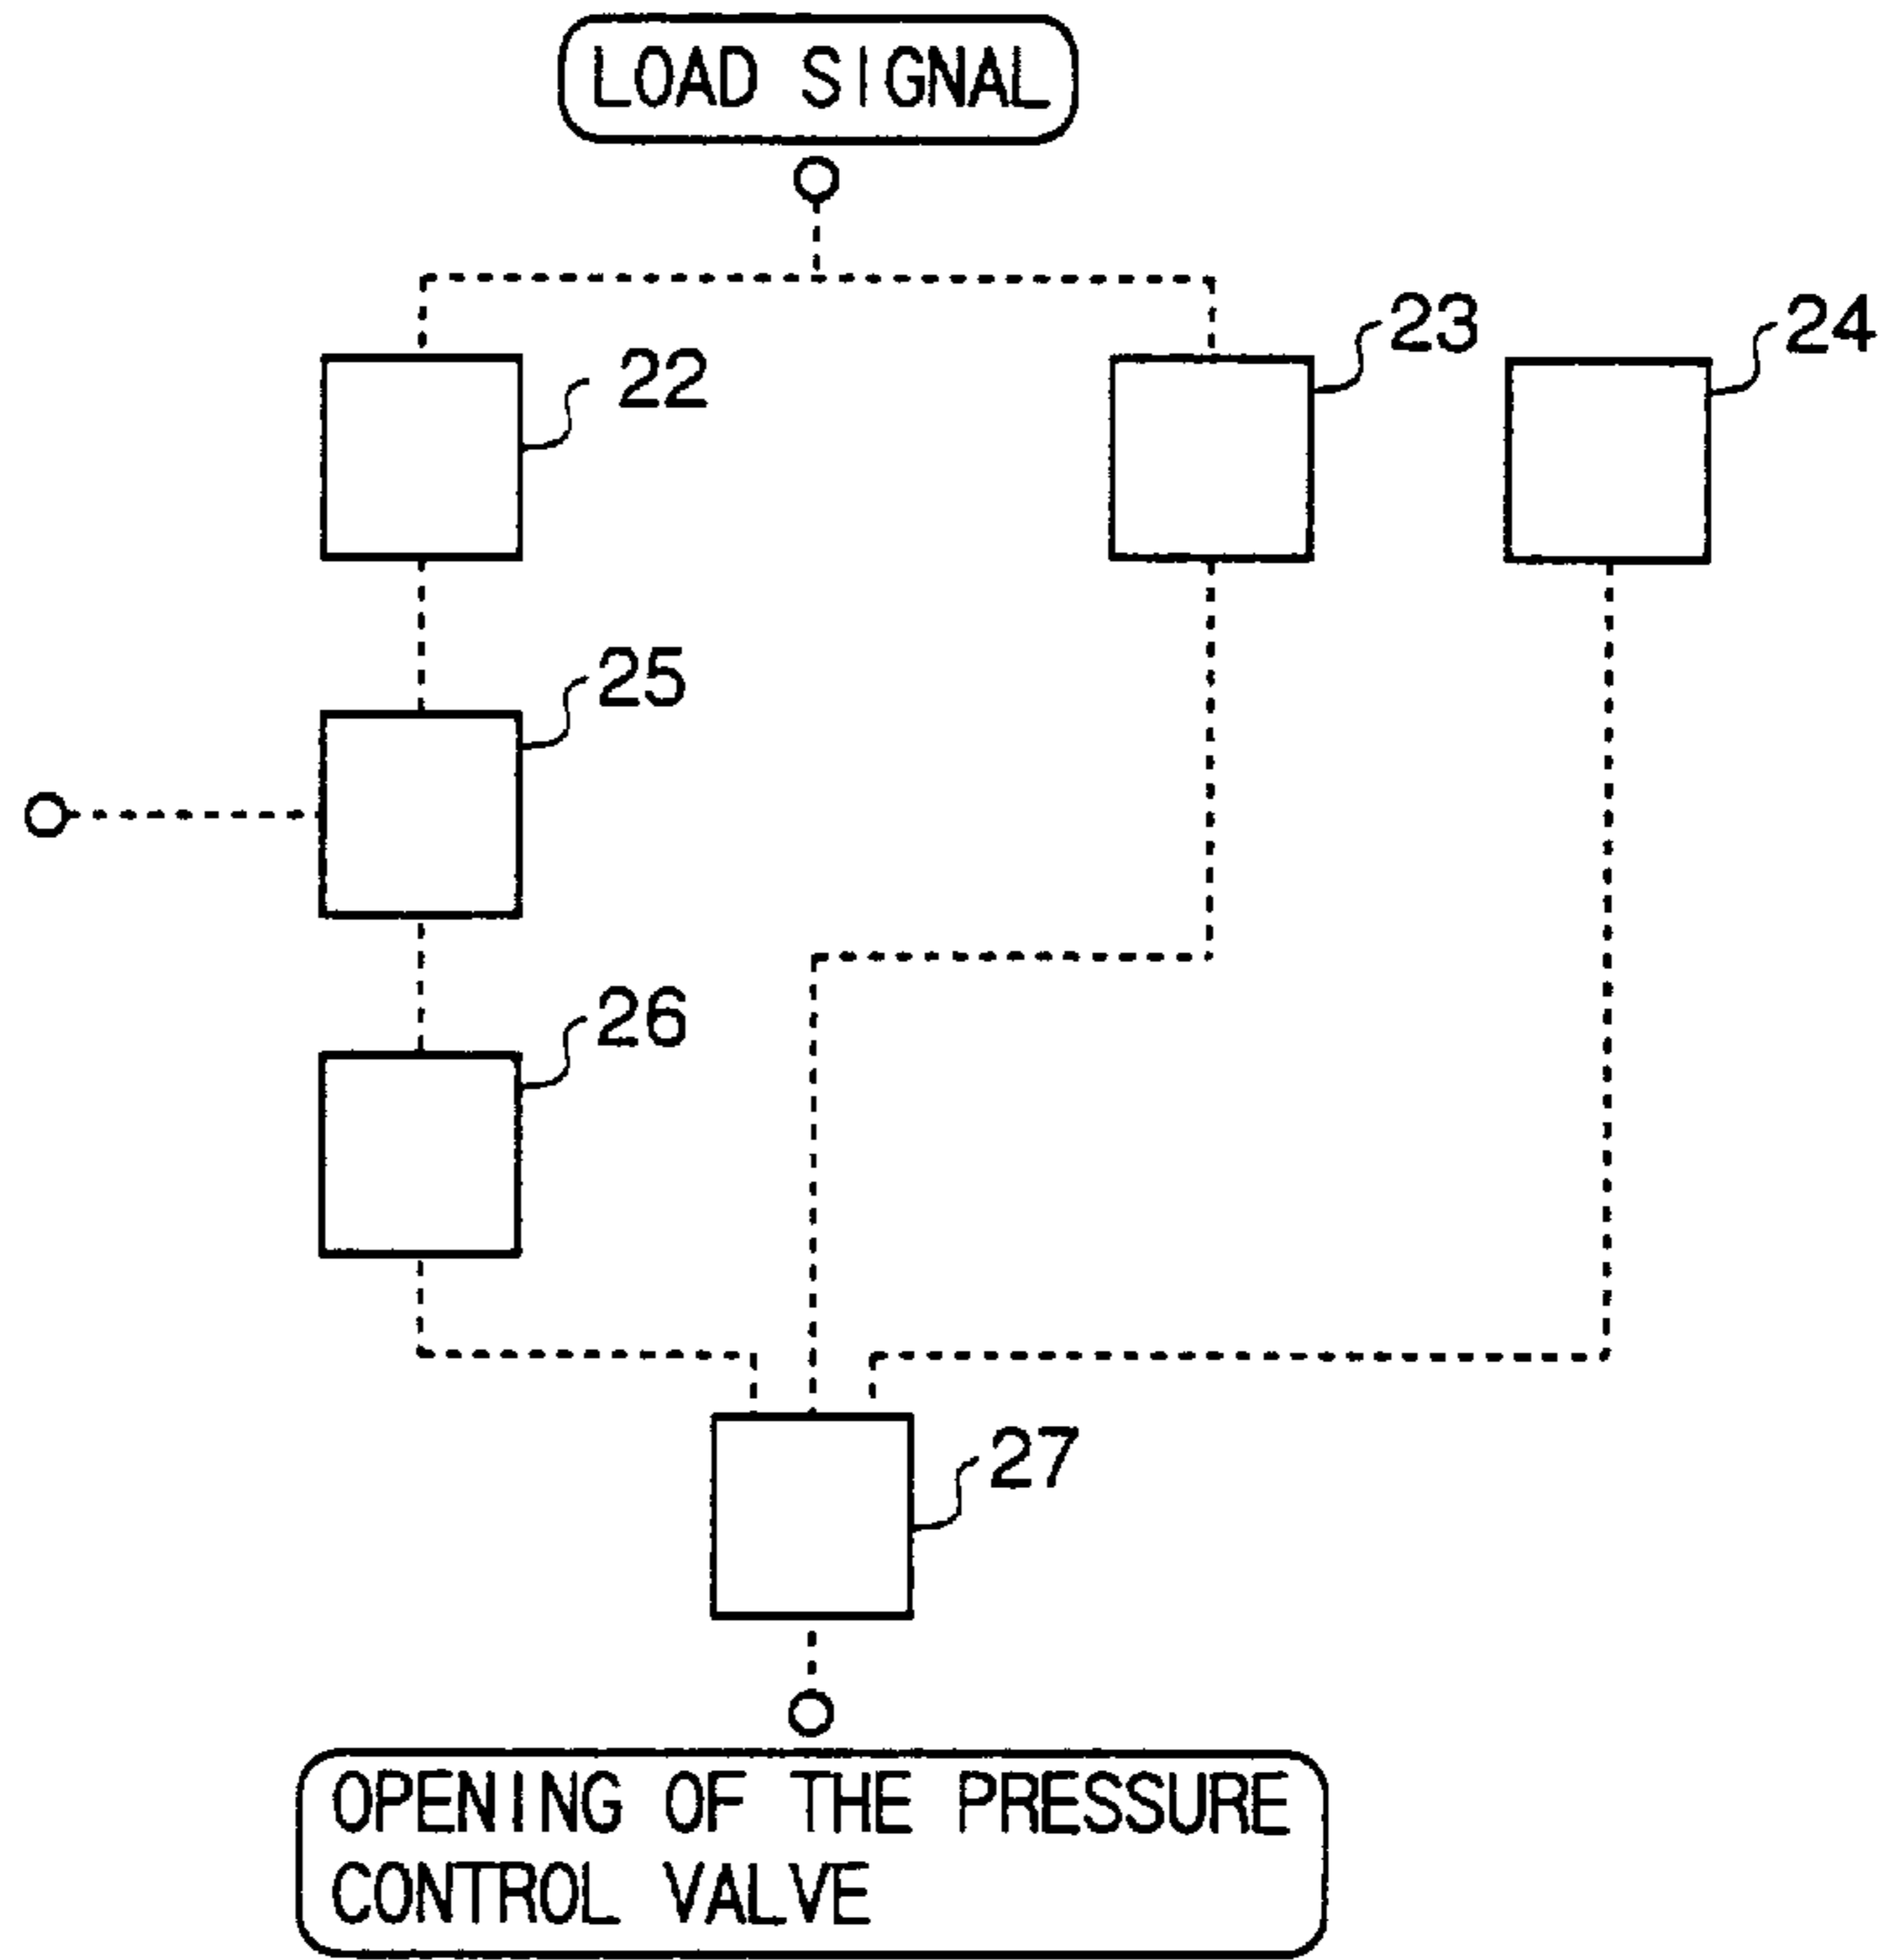 LOAD SIGNAL
23
24
22
25
26
27
OPENING OF THE PRESSURE
CONTROL VALVE